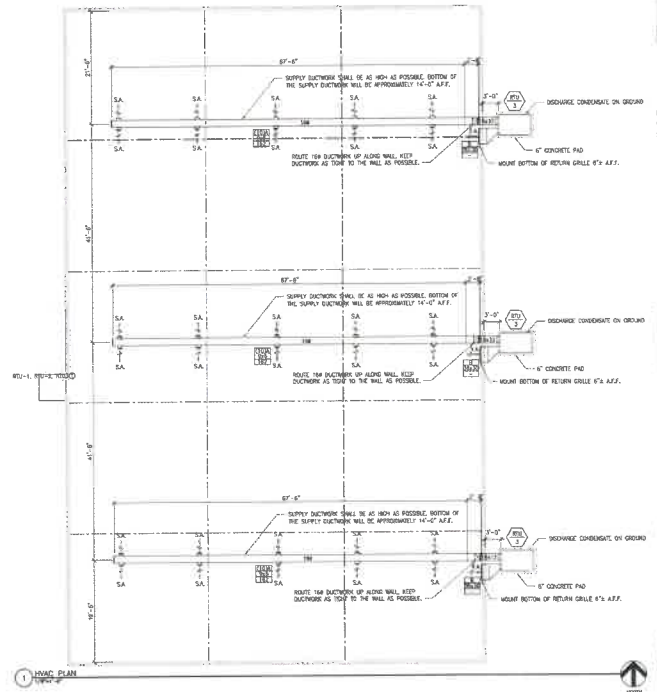 21'-0"
67'-6"
SUPPLY DUCTWORK SHALL BE AS HIGH AS POSSIBLE. BOTTOM OF
THE SUPPLY DUCTWORK WILL BE APPROXIMATELY 14'-0" A.F.F.
3'-0"
RTU
3
DISCHARGE CONDENSATE ON GROUND
S.A.
S.A.
S.A.
S.A.
S.A.
S.A.
S.A.
S.A.
S.A.
S.A.
ROUTE 16# DUCTWORK UP ALONG WALL, KEEP
DUCTWORK AS TIGHT TO THE WALL AS POSSIBLE.
6" CONCRETE PAD
MOUNT BOTTOM OF RETURN GRILLE 6"± A.F.F.
67'-6"
SUPPLY DUCTWORK SHALL BE AS HIGH AS POSSIBLE. BOTTOM OF
THE SUPPLY DUCTWORK WILL BE APPROXIMATELY 14'-0" A.F.F.
3'-0"
RTU
DISCHARGE CONDENSATE ON GROUND
S.A.
S.A.
S.A.
S.A.
S.A.
S.A.
S.A.
S.A.
S.A.
S.A.
ROUTE 16# DUCTWORK UP ALONG WALL, KEEP
DUCTWORK AS TIGHT TO THE WALL AS POSSIBLE.
6" CONCRETE PAD
MOUNT BOTTOM OF RETURN GRILLE 6"± A.F.F.
RTU-1, RTU-2,
41'-6"
67'-6"
SUPPLY DUCTWORK SHALL BE AS HIGH AS POSSIBLE. BOTTOM OF
THE SUPPLY DUCTWORK WILL BE APPROXIMATELY 14'-0" A.F.F.
3'-0"
RTU
DISCHARGE CONDENSATE ON GROUND
S.A.
S.A.
S.A.
S.A.
S.A.
S.A.
S.A.
S.A.
S.A.
S.A.
ROUTE 16# DUCTWORK UP ALONG WALL, KEEP
DUCTWORK AS TIGHT TO THE WALL AS POSSIBLE.
6" CONCRETE PAD
MOUNT BOTTOM OF RETURN GRILLE 6"± A.F.F.
1 HVAC PLAN